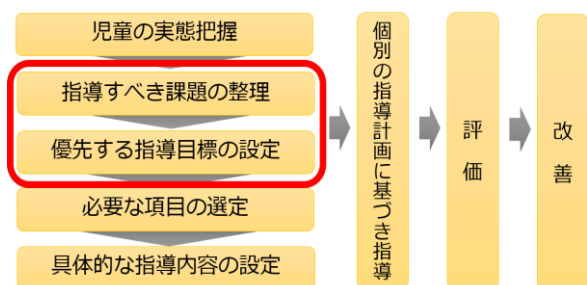 児童の実態把握
指導すべき課題の整理
優先する指導目標の設定
必要な項目の選定
具体的な指導内容の設定
個別の指導計画に基づき指導
評価
改善